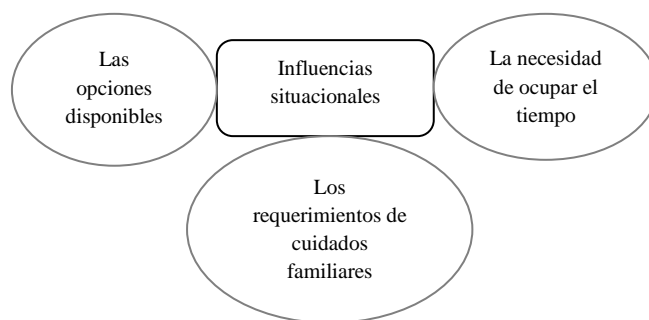 Las
opciones
disponibles
Influencias
situacionales
La necesidad
de ocupar el
tiempo
Los
requerimientos de
cuidados
familiares